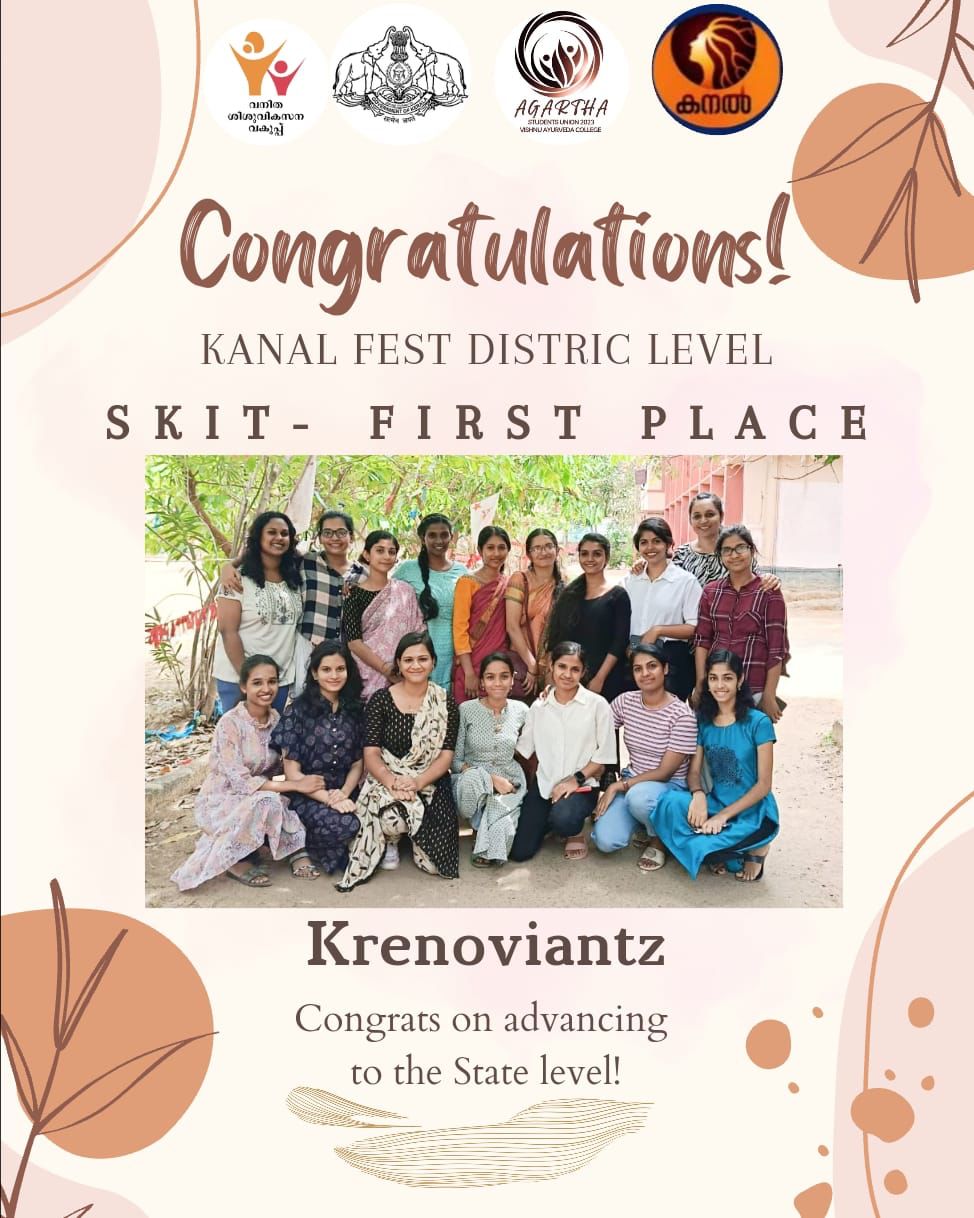 വനിത
ശിശുവികസന
വകുപ്പ്
AGARTHA
STUDENTS UNION 2023
VISHNU AYURVEDA COLLEGE
കനൽ
Congratulations!
KANAL FEST DISTRIC LEVEL
SKIT- FIRST PLACE
Krenoviantz
Congrats on advancing
to the State level!